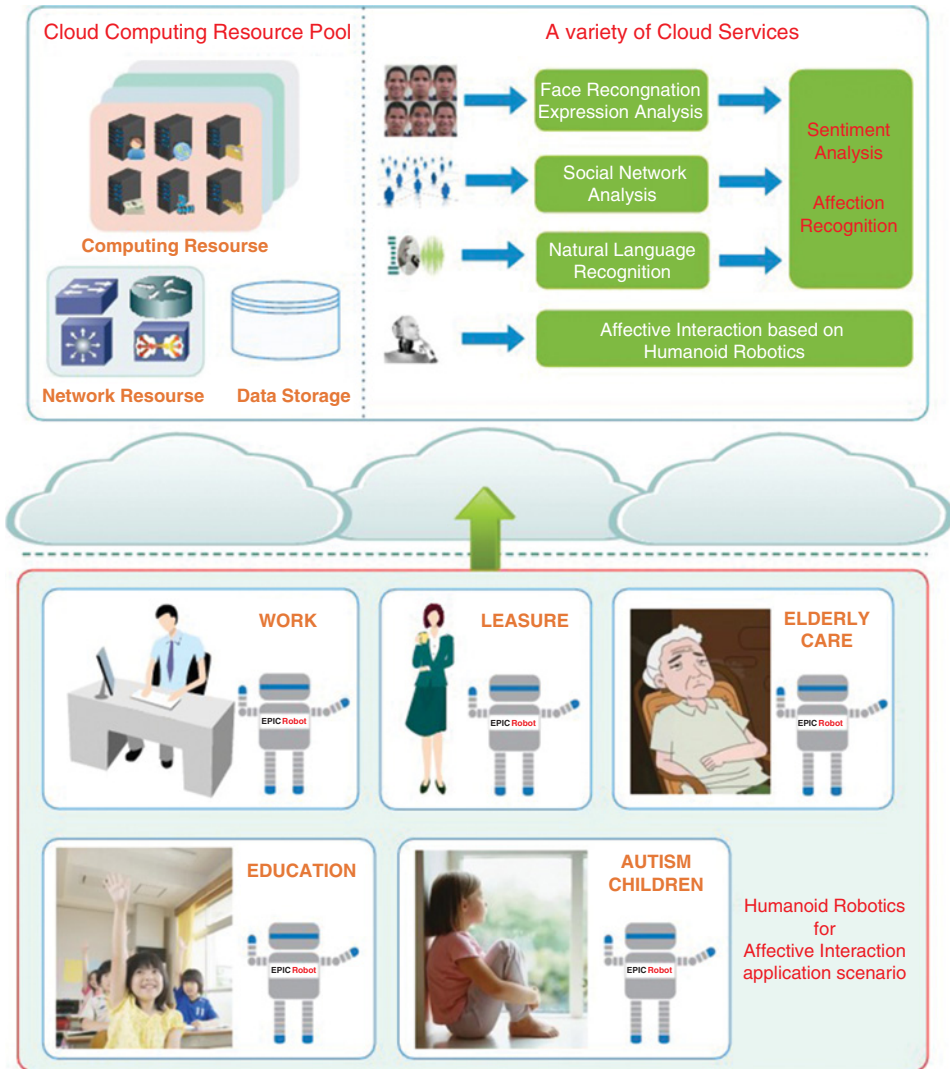 Cloud Computing Resource Pool
A variety of Cloud Services
Computing Resourse
Network Resourse
Data Storage
Face Recongnation
Expression Analysis
Social Network
Analysis
Natural Language
Recognition
Sentiment
Analysis
Affection
Recognition
Affective Interaction based on
Humanoid Robotics
WORK
EPIC Robot
LEASURE
EPIC Robot
ELDERLY
CARE
EPIC Robot
EDUCATION
EPIC Robot
AUTISM
CHILDREN
EPIC Robot
Humanoid Robotics
for
Affective Interaction
application scenario